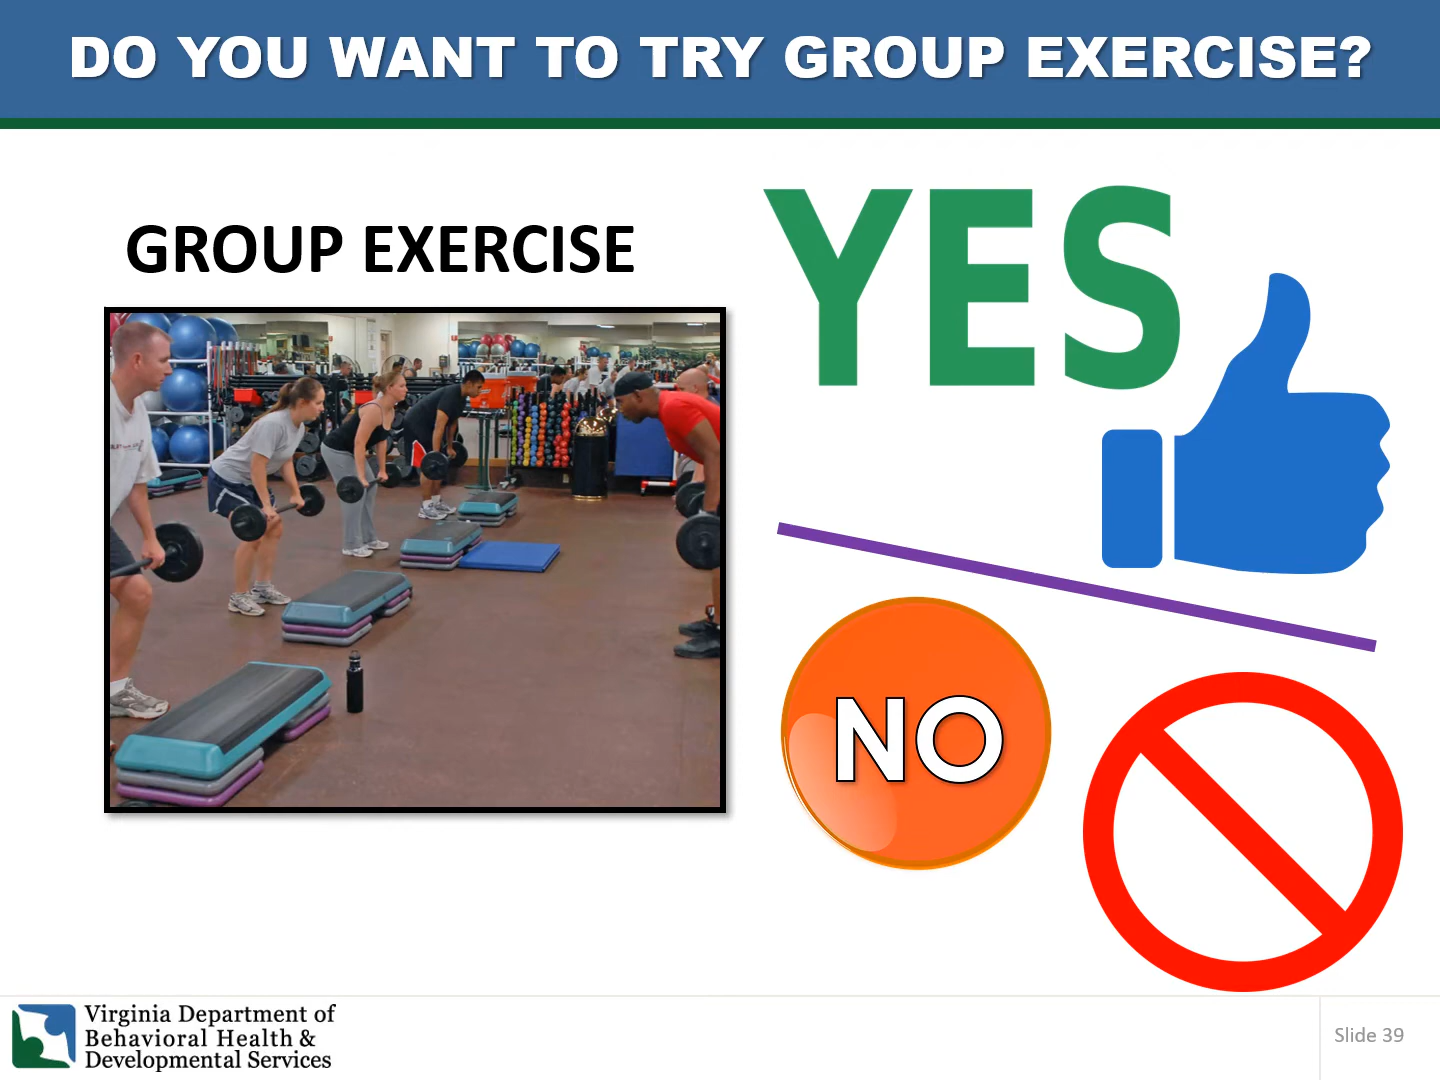 DO YOU WANT TO TRY GROUP EXERCISE?
GROUP EXERCISE
YES
NO
Virginia Department of
Behavioral Health &
Developmental Services
Slide 39